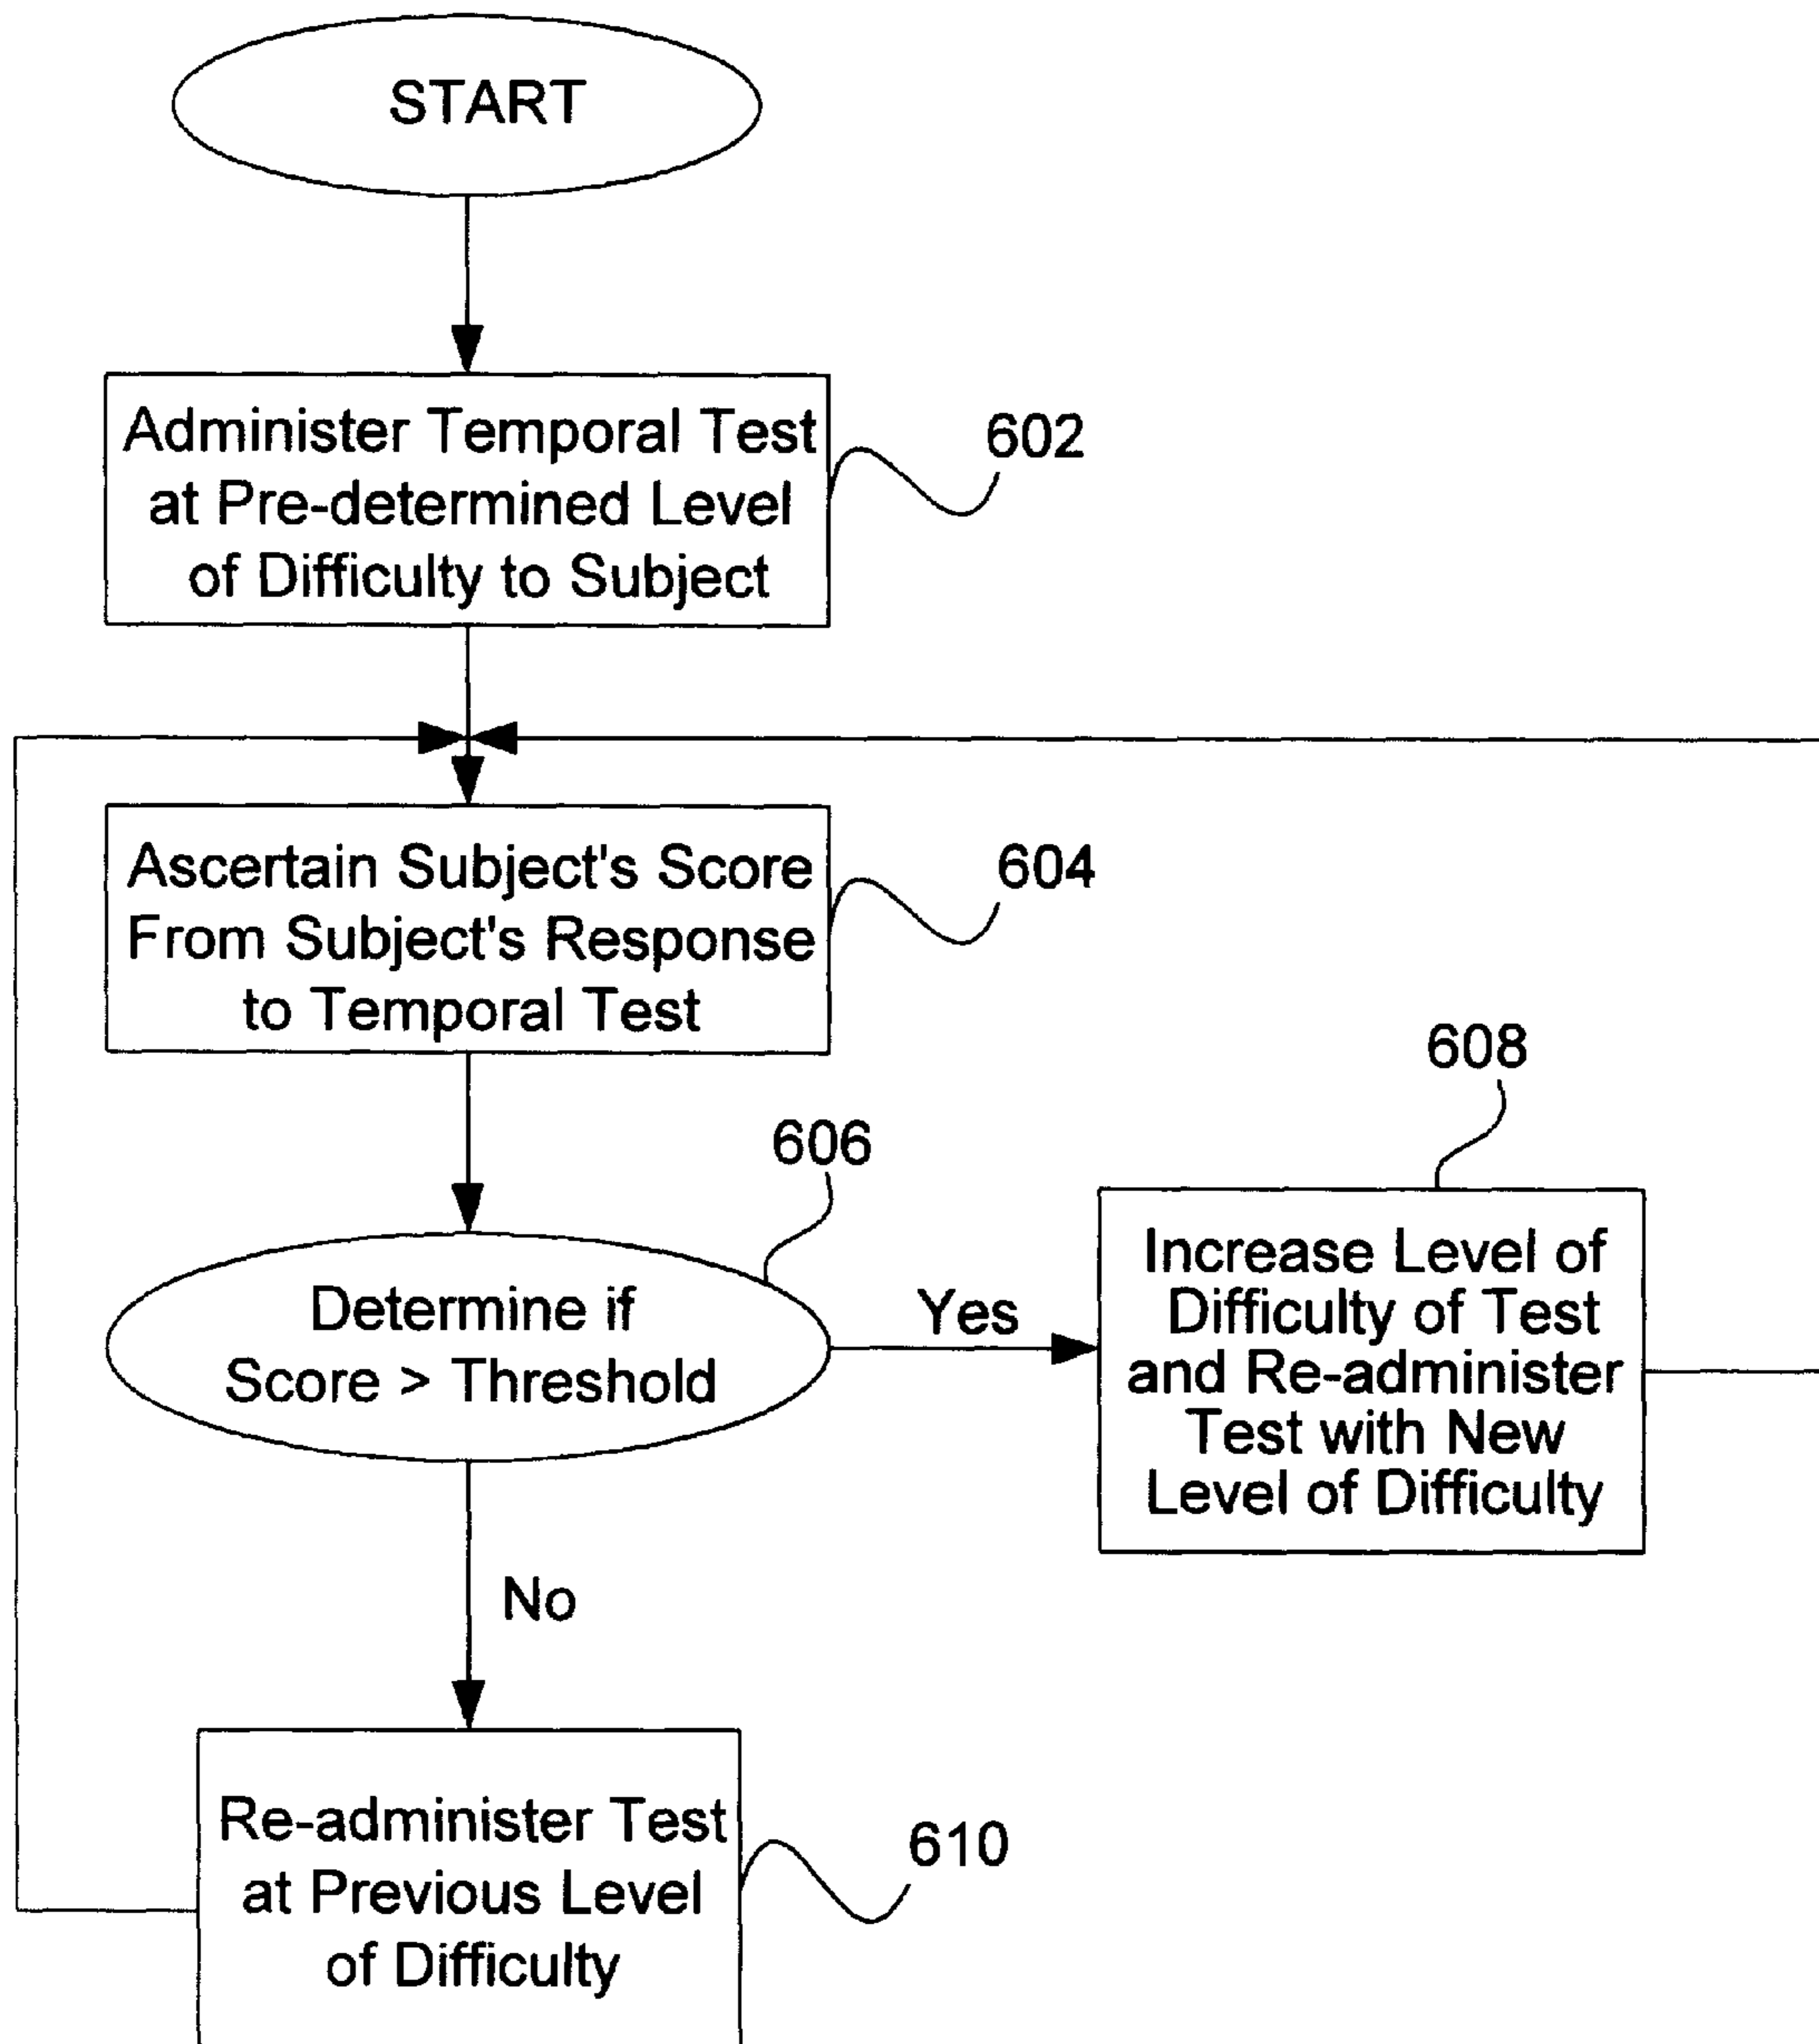 START
Administer Temporal Test
at Pre-determined Level
of Difficulty to Subject
602
Ascertain Subject's Score
From Subject's Response
to Temporal Test
604
606
608
Determine if
Score > Threshold
Yes
Increase Level of
Difficulty of Test
and Re-administer
Test with New
Level of Difficulty
No
Re-administer Test
at Previous Level
of Difficulty
610